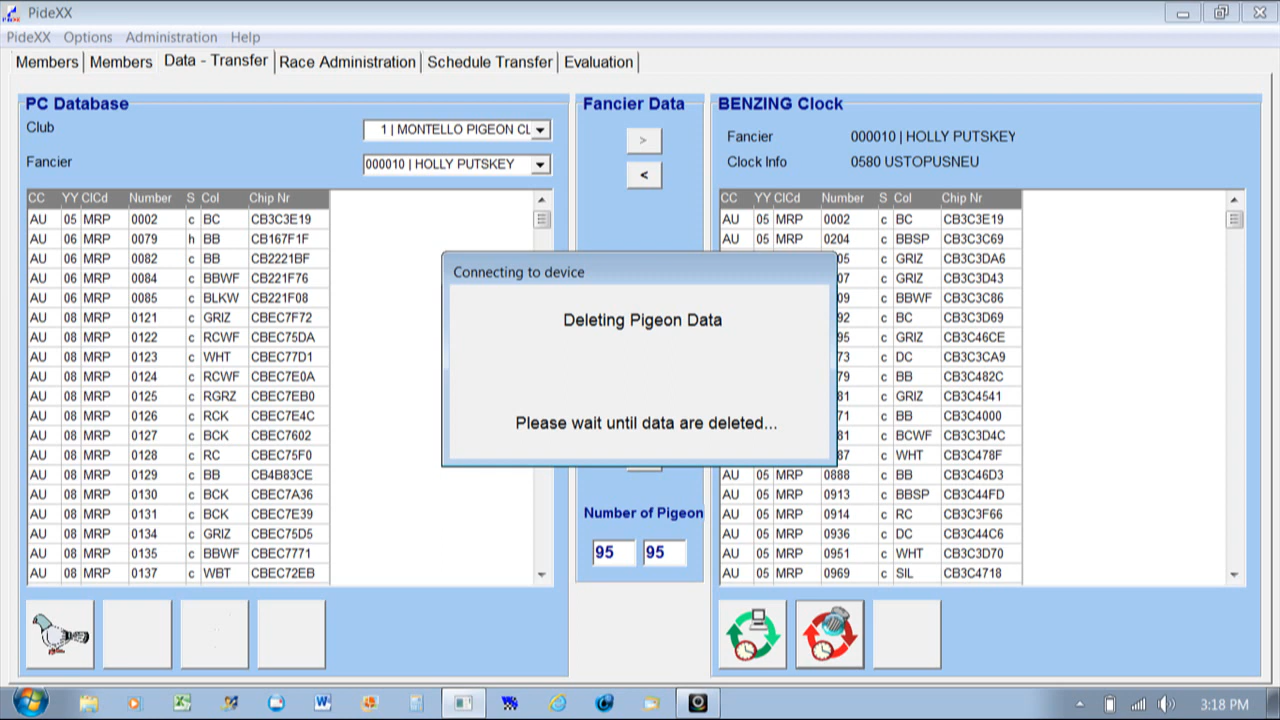 PideXX
PideXX Options Administration Help
Members Members Data - Transfer Race Administration Schedule Transfer Evaluation
PC Database
Club 1 | MONTELLO PIGEON CL
Fancier 000010 | HOLLY PUTSKEY
CC YY ClCd Number S Col Chip Nr
AU 05 MRP 0002 c BC CB3C3E19
AU 06 MRP 0079 h BB CB167F1F
AU 06 MRP 0082 c BB CB2221BF
AU 06 MRP 0084 c BBWF CB221F76
AU 06 MRP 0085 c BLKW CB221F08
AU 08 MRP 0121 c GRIZ CBEC7F72
AU 08 MRP 0122 c RCWF CBEC75DA
AU 08 MRP 0123 c WHT CBEC77D1
AU 08 MRP 0124 c RCWF CBEC7E0A
AU 08 MRP 0125 c RGRZ CBEC7EB0
AU 08 MRP 0126 c RCK CBEC7E4C
AU 08 MRP 0127 c BCK CBEC7602
AU 08 MRP 0128 c RC CBEC75F0
AU 08 MRP 0129 c BB CB4B83CE
AU 08 MRP 0130 c BCK CBEC7A36
AU 08 MRP 0131 c BCK CBEC7E39
AU 08 MRP 0134 c GRIZ CBEC75D5
AU 08 MRP 0135 c BBWF CBEC7771
AU 08 MRP 0137 c WBT CBEC72EB
Fancier Data
>
<
Connecting to device
Deleting Pigeon Data
Please wait until data are deleted...
Number of Pigeon
95 95
BENZING Clock
Fancier 000010 | HOLLY PUTSKEY
Clock Info 0580 USTOPUSNEU
CC YY ClCd Number S Col Chip Nr
AU 05 MRP 0002 c BC CB3C3E19
AU 05 MRP 0204 c BBSP CB3C3C69
05 c GRIZ CB3C3DA6
07 c GRIZ CB3C3D43
09 c BBWF CB3C3C86
92 c BC CB3C3D69
95 c GRIZ CB3C46CE
73 c DC CB3C3CA9
79 c BB CB3C482C
81 c GRIZ CB3C4541
71 c BB CB3C4000
81 c BCWF CB3C3D4C
87 c WHT CB3C478F
AU 05 MRP 0888 c BB CB3C46D3
AU 05 MRP 0913 c BBSP CB3C44FD
AU 05 MRP 0914 c RC CB3C3F66
AU 05 MRP 0936 c DC CB3C44C6
AU 05 MRP 0951 c WHT CB3C3D70
AU 05 MRP 0969 c SIL CB3C4718
3:18 PM